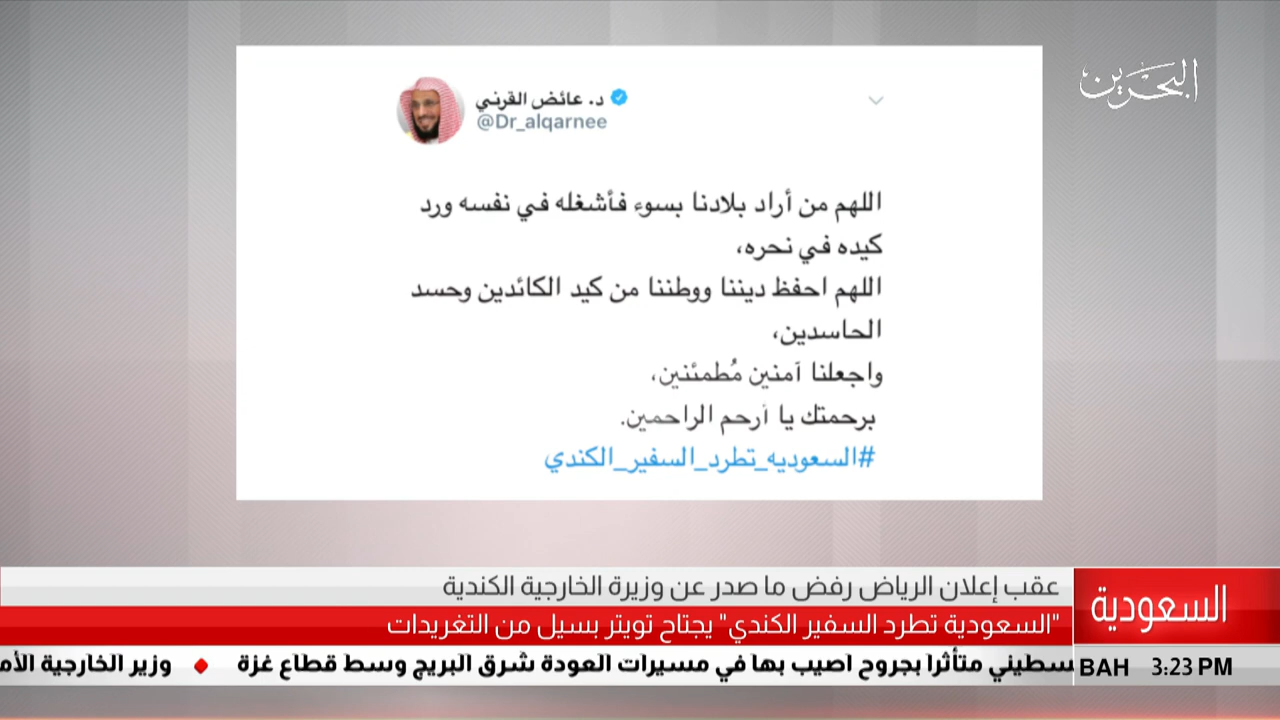 البحرين
د. عائض القرني
@Dr_alqarnee
اللهم من أراد بلادنا بسوء فأشغله في نفسه ورد
كيده في نحره،
اللهم احفظ ديننا ووطننا من كيد الكائدين وحسد
الحاسدين،
واجعلنا آمنين مُطمئنين،
برحمتك يا أرحم الراحمين.
#السعوديه_تطرد_السفير_الكندي
السعودية
عقب إعلان الرياض رفض ما صدر عن وزيرة الخارجية الكندية
"السعودية تطرد السفير الكندي" يجتاح تويتر بسيل من التغريدات
BAH 3:23 PM
متأثرا بجروح اصيب بها في مسيرات العودة شرق البريج وسط قطاع غزة ♦ وزير الخارجية